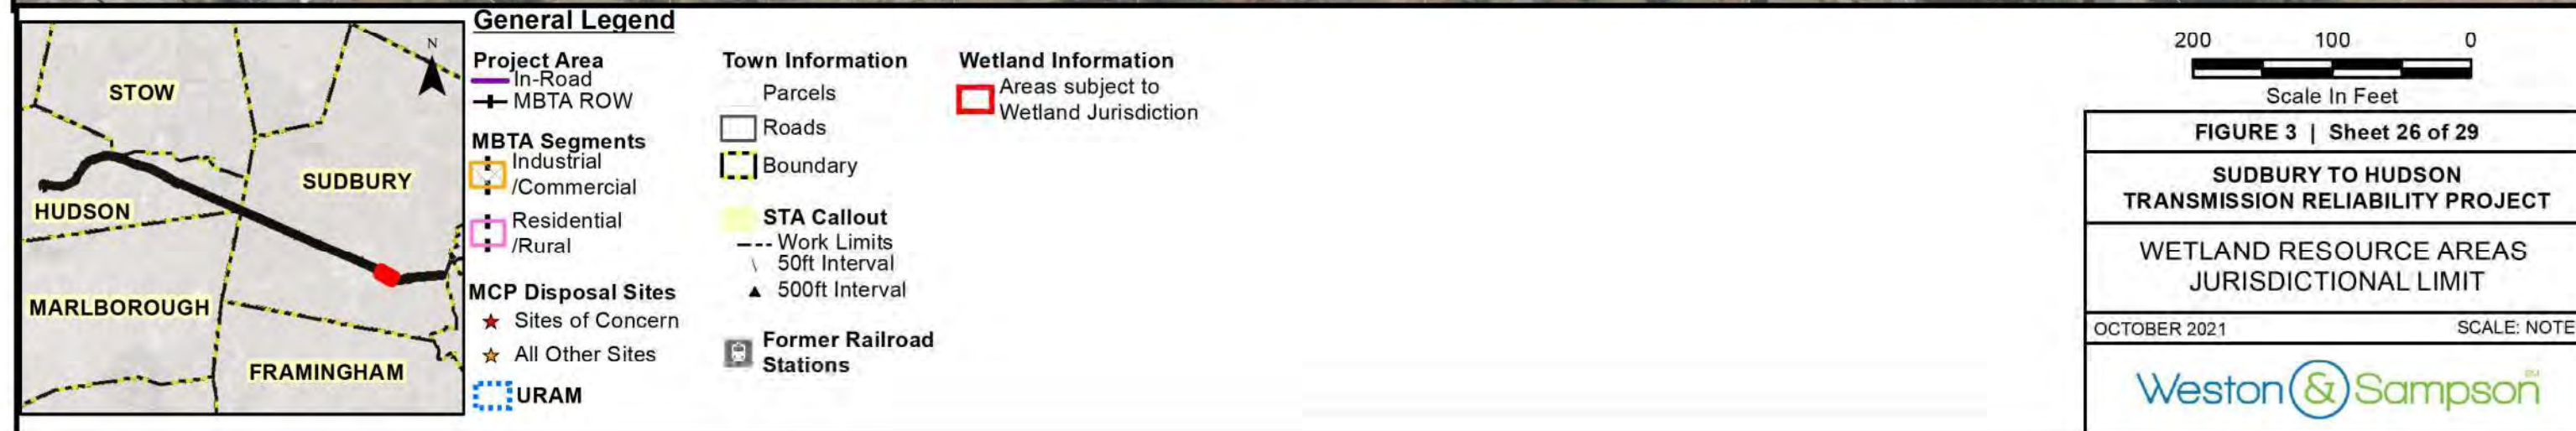 N
STOW
SUDBURY
HUDSON
MARLBOROUGH
FRAMINGHAM
General Legend
Project Area
In-Road
MBTA ROW
MBTA Segments
Industrial
/Commercial
Residential
/Rural
MCP Disposal Sites
Sites of Concern
All Other Sites
URAM
Town Information
Parcels
Roads
Boundary
STA Callout
Work Limits
50ft Interval
500ft Interval
Former Railroad
Stations
Wetland Information
Areas subject to
Wetland Jurisdiction
200 100 0
Scale In Feet
FIGURE 3 | Sheet 26 of 29
SUDBURY TO HUDSON
TRANSMISSION RELIABILITY PROJECT
WETLAND RESOURCE AREAS
JURISDICTIONAL LIMIT
OCTOBER 2021 SCALE: NOTE
Weston & Sampson